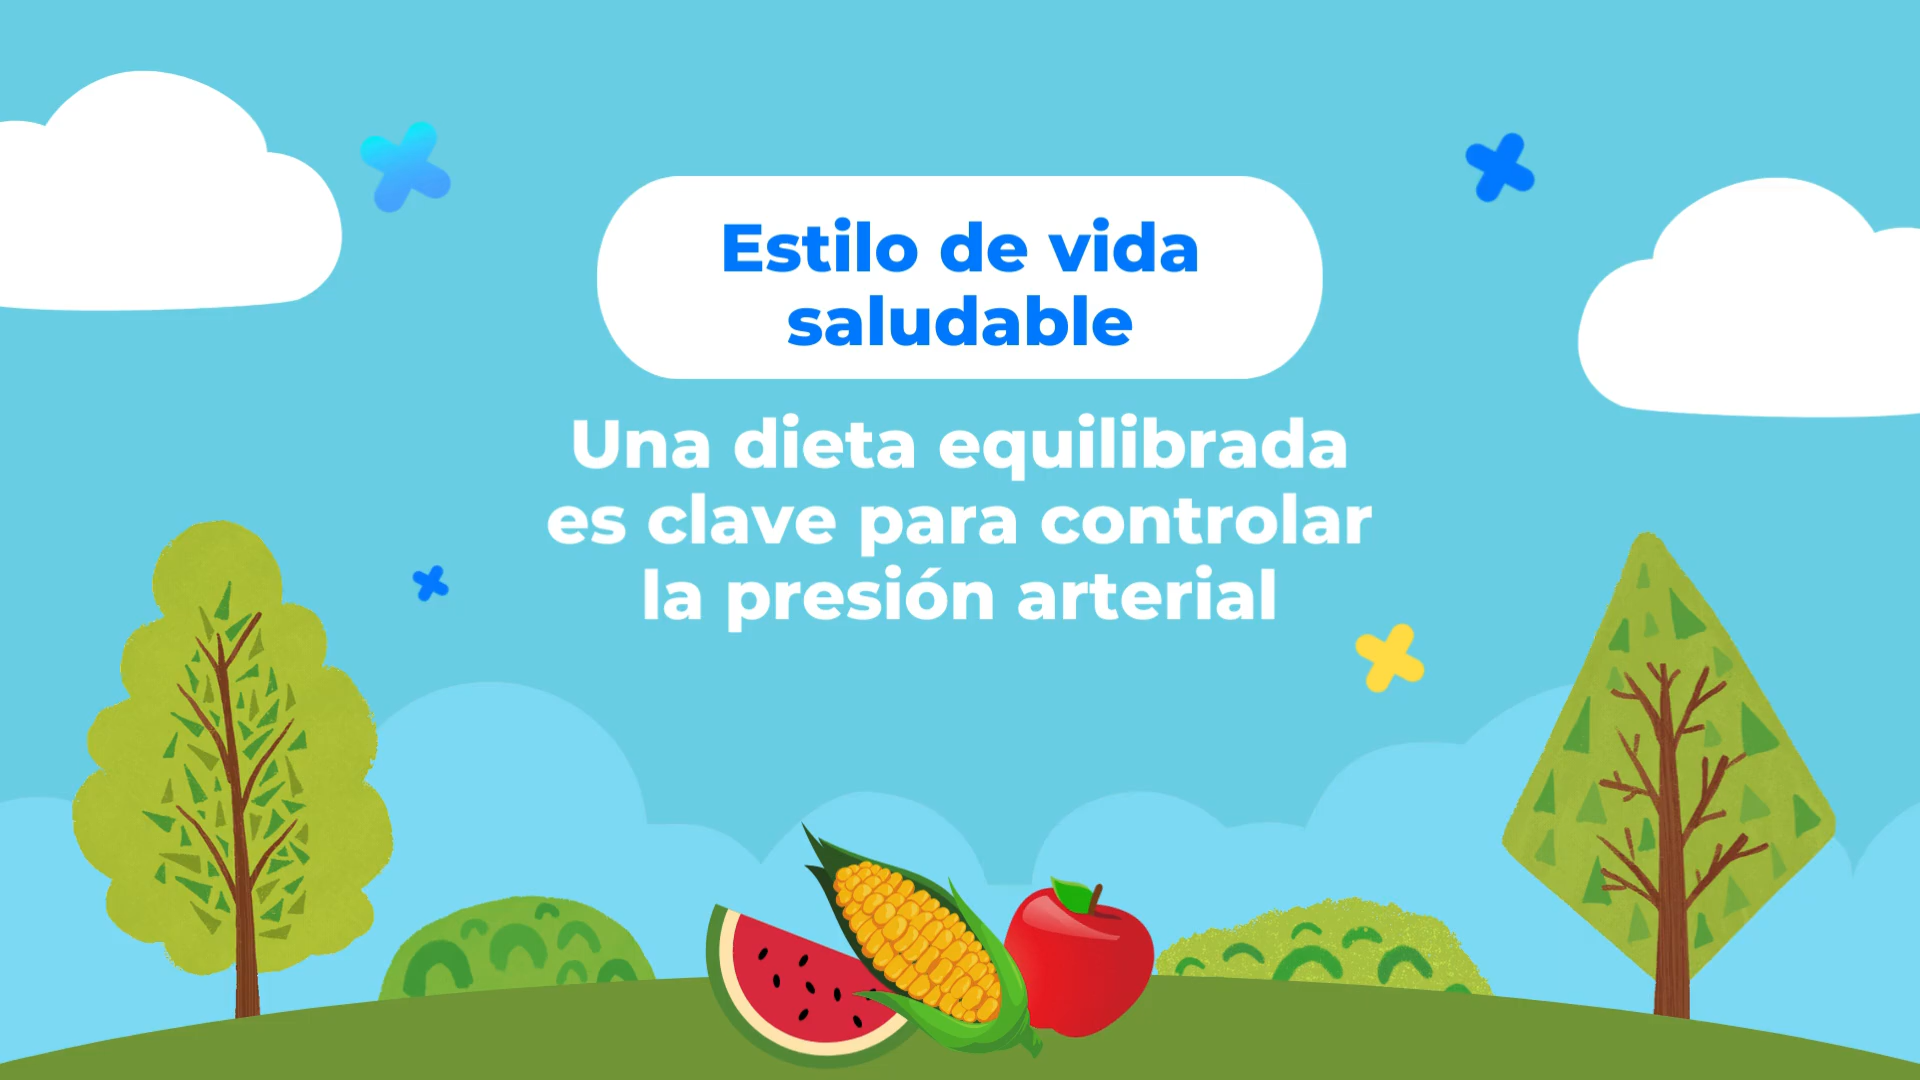 Estilo de vida
saludable
Una dieta equilibrada
es clave para controlar
la presión arterial